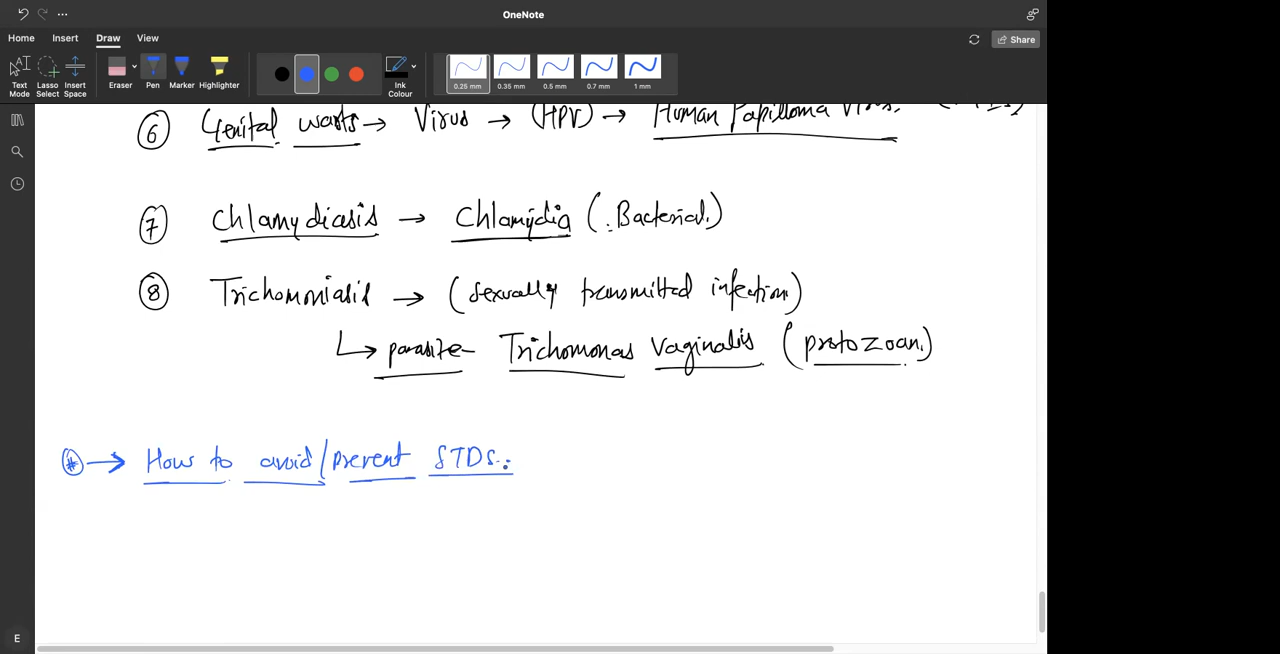 OneNote
Home Insert Draw View
Share
Text Mode Lasso Select Insert Space Eraser Pen Marker Highlighter Ink Colour 0.25 mm 0.35 mm 0.5 mm 0.7 mm 1 mm
⑥ Genital warts → Virus → (HPV) → Human Papilloma Virus.
⑦ Chlamydiasis → Chlamydia (Bacterial.)
⑧ Trichomoniasis → (sexually transmitted infection)
↳ parasite Trichomonas vaginalis (protozoan.)
→ How to avoid/prevent STDs:
E